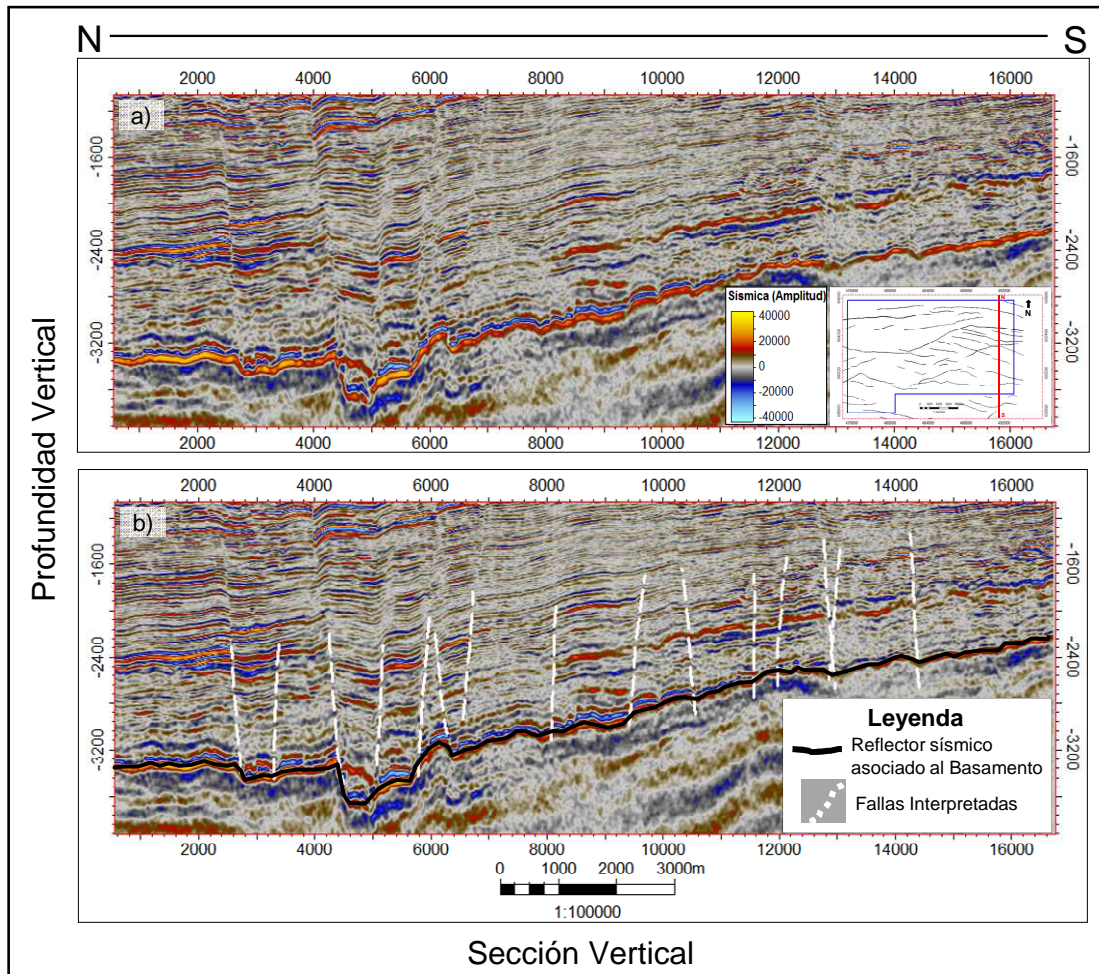 N
S
2000 4000 6000 8000 10000 12000 14000 16000
a)
-1600
-2400
-3200
-1600
-2400
-3200
Profundidad Vertical
Sísmica (Amplitud)
40000
20000
0
-20000
-40000
N
N
S
2000 4000 6000 8000 10000 12000 14000 16000
2000 4000 6000 8000 10000 12000 14000 16000
b)
-1600
-2400
-3200
-1600
-2400
-3200
Leyenda
Reflector sísmico
asociado al Basamento
Fallas Interpretadas
2000 4000 6000 8000 10000 12000 14000 16000
0 1000 2000 3000m
1:100000
Sección Vertical